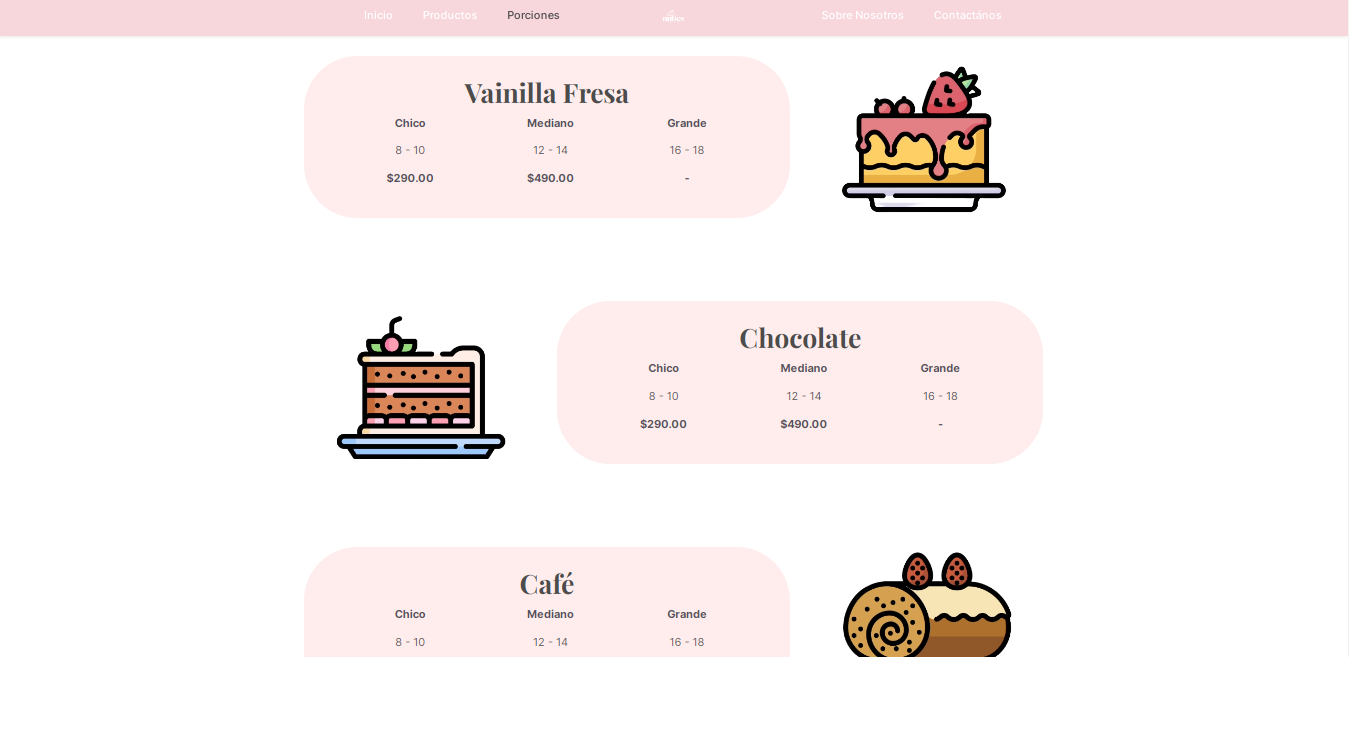 Inicio Productos Porciones Sobre Nosotros Contactános
Vainilla Fresa
Chico Mediano Grande
8 - 10 12 - 14 16 - 18
$290.00 $490.00 -
Chocolate
Chico Mediano Grande
8 - 10 12 - 14 16 - 18
$290.00 $490.00 -
Café
Chico Mediano Grande
8 - 10 12 - 14 16 - 18